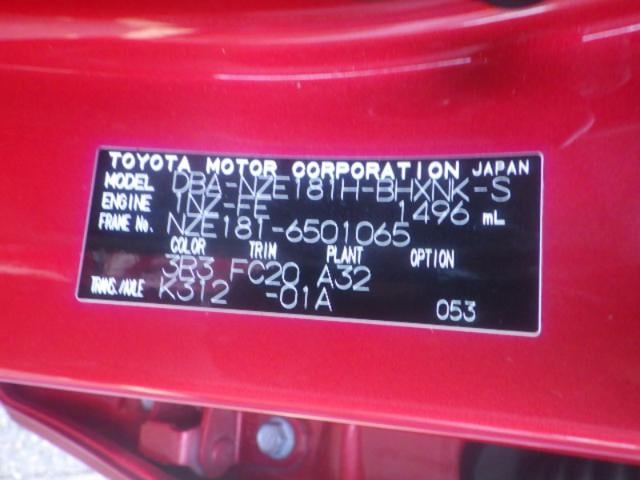 TOYOTA MOTOR CORPORATION JAPAN
MODEL DBA-NZE181H-BHXNK-S
ENGINE 1NZ-FE 1496 mL
FRAME No. NZE181-6501065
COLOR TRIM PLANT OPTION
3R3 FC20 A32
TRANS./AXLE K312 -01A
053